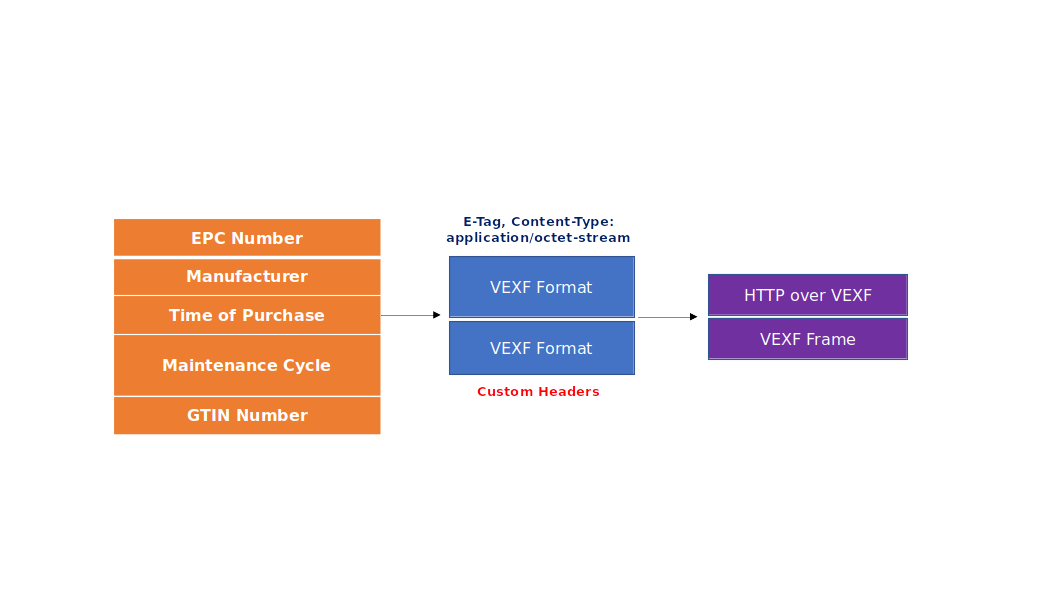 EPC Number
Manufacturer
Time of Purchase
Maintenance Cycle
GTIN Number
E-Tag, Content-Type:
application/octet-stream
VEXF Format
VEXF Format
Custom Headers
HTTP over VEXF
VEXF Frame